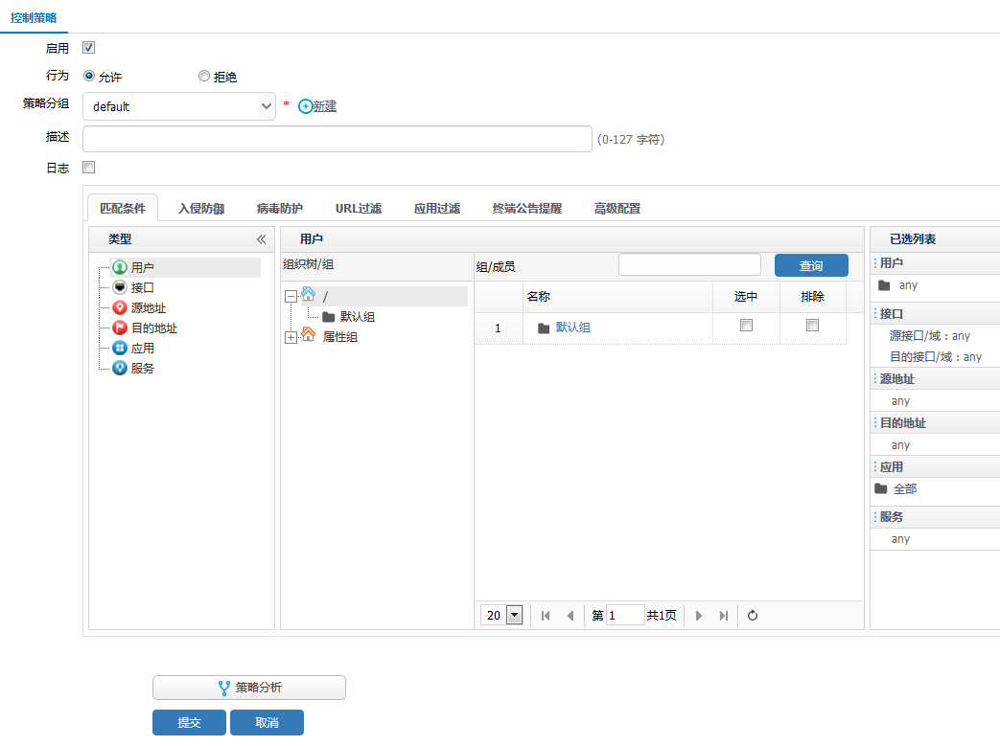 控制策略
启用
行为 允许 拒绝
策略分组 default * 新建
描述 (0-127 字符)
日志
匹配条件 入侵防御 病毒防护 URL过滤 应用过滤 终端公告提醒 高级配置
类型
用户
接口
源地址
目的地址
应用
服务
用户
组织树/组
/
默认组
属性组
组/成员 查询
名称 选中 排除
1 默认组
20 第 1 共1页
已选列表
用户
any
接口
源接口/域：any
目的接口/域：any
源地址
any
目的地址
any
应用
全部
服务
any
策略分析
提交 取消